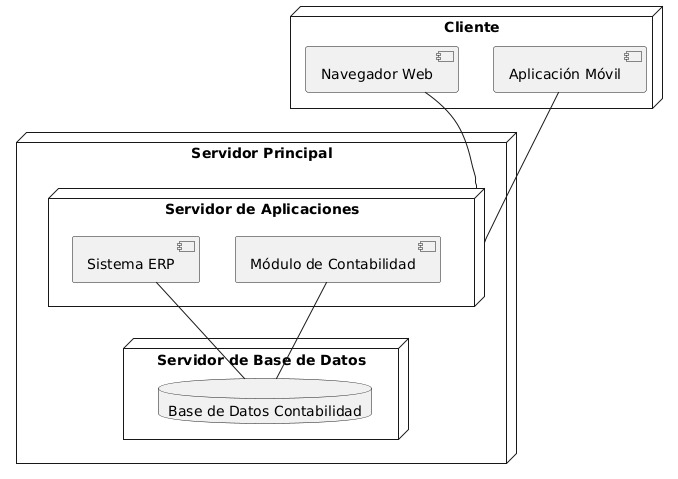 Cliente
Navegador Web
Aplicación Móvil
Servidor Principal
Servidor de Aplicaciones
Sistema ERP
Módulo de Contabilidad
Servidor de Base de Datos
Base de Datos Contabilidad